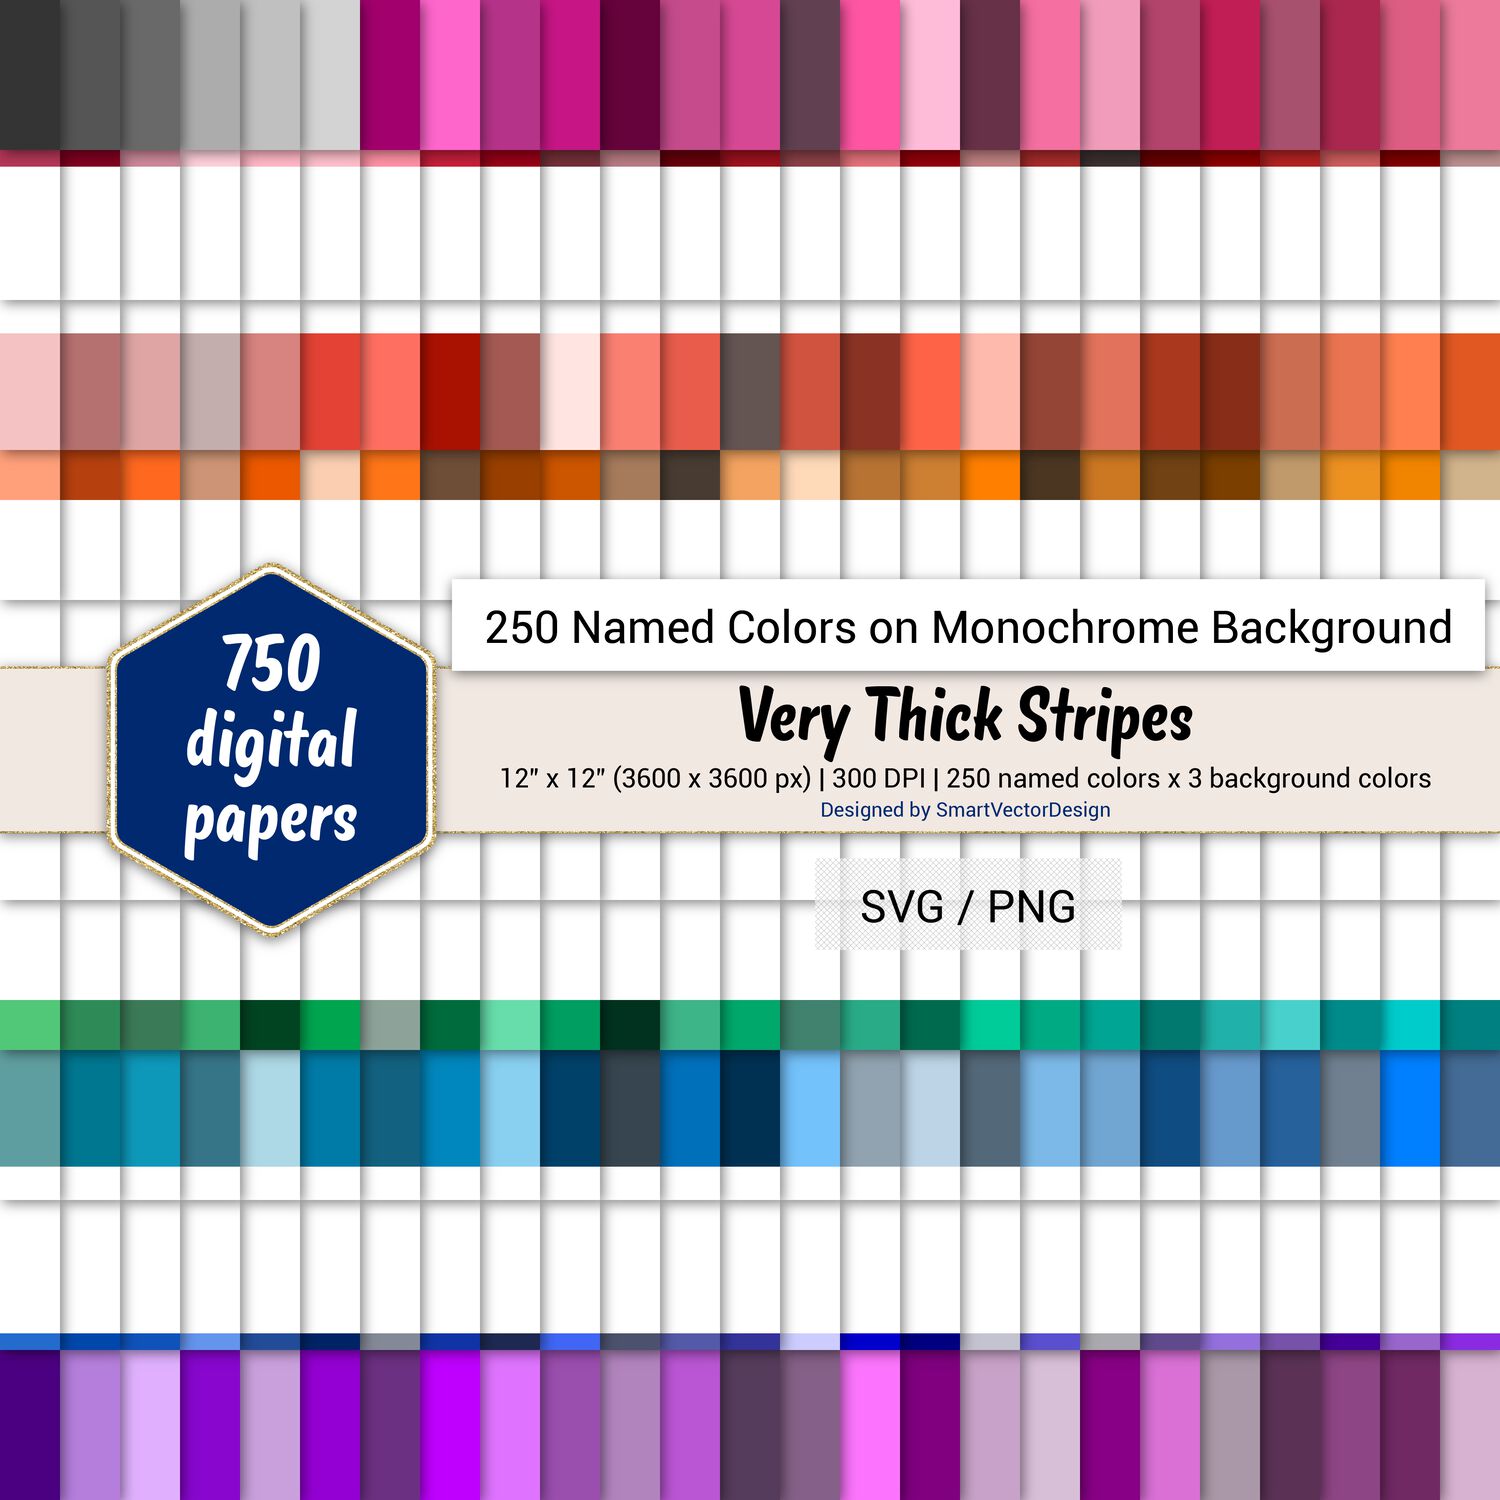 250 Named Colors on Monochrome Background
750
digital
papers
Very Thick Stripes
12" x 12" (3600 x 3600 px) | 300 DPI | 250 named colors x 3 background colors
Designed by SmartVectorDesign
SVG / PNG